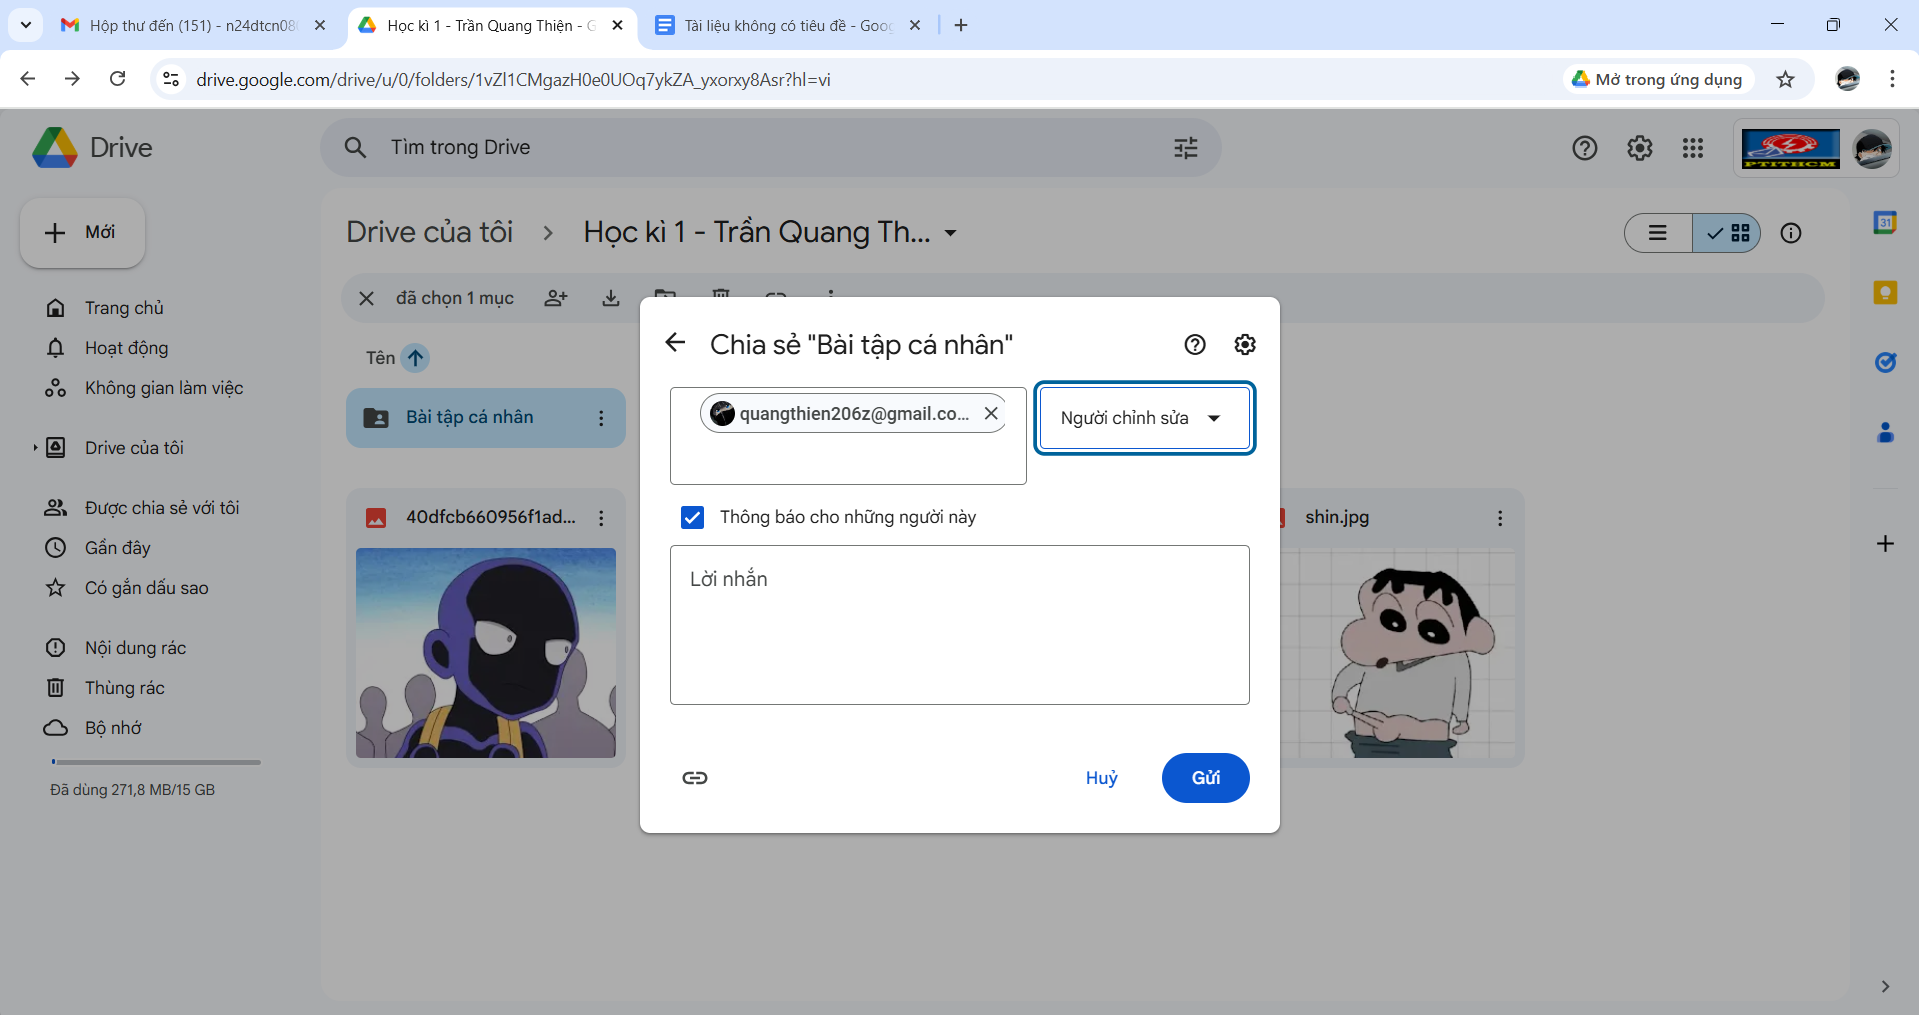 Hộp thư đến (151) - n24dtcn08
Học kì 1 - Trần Quang Thiện - G
Tài liệu không có tiêu đề - Goog
drive.google.com/drive/u/0/folders/1vZl1CMgazH0e0UOq7ykZA_yxorxy8Asr?hl=vi
Mở trong ứng dụng
Drive
Tìm trong Drive
PTITHCM
Mới
Drive của tôi
Học kì 1 - Trần Quang Th...
đã chọn 1 mục
Trang chủ
Hoạt động
Không gian làm việc
Drive của tôi
Được chia sẻ với tôi
Gần đây
Có gắn dấu sao
Nội dung rác
Thùng rác
Bộ nhớ
Đã dùng 271,8 MB/15 GB
Tên
Bài tập cá nhân
40dfcb660956f1ad...
shin.jpg
Chia sẻ "Bài tập cá nhân"
quangthien206z@gmail.co...
Người chỉnh sửa
Thông báo cho những người này
Lời nhắn
Huỷ
Gửi
31